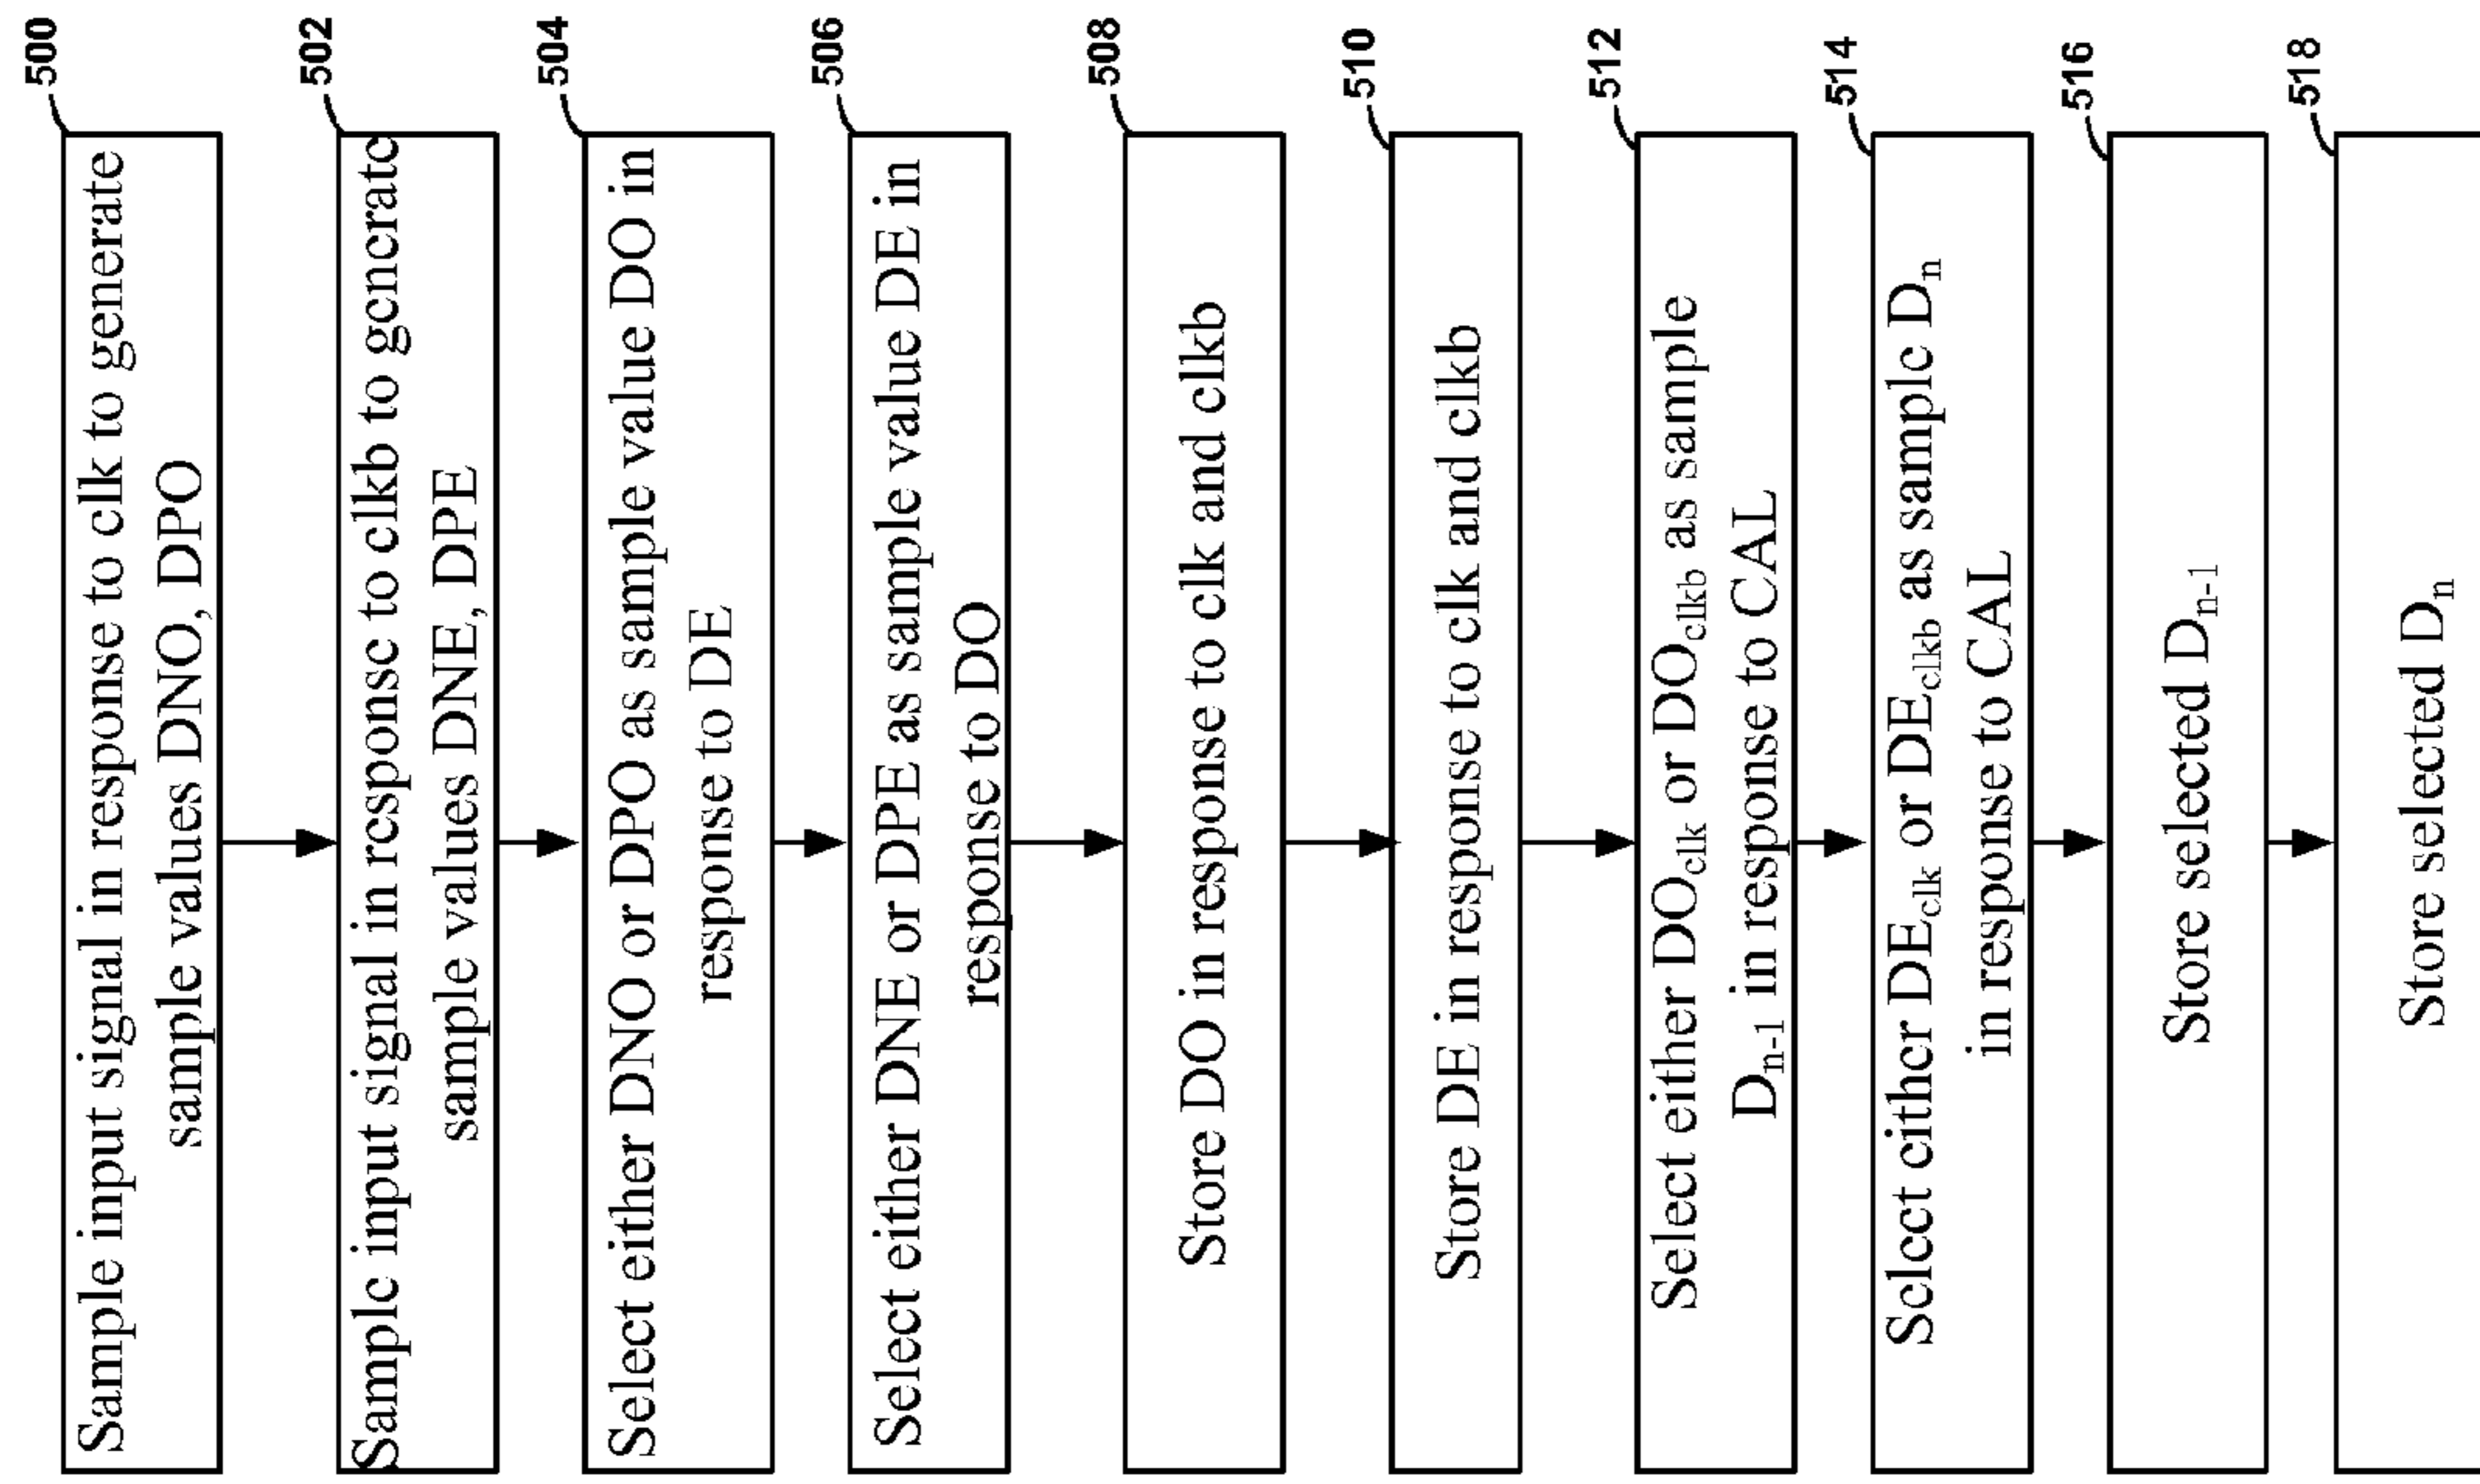 500
Sample input signal in response to clk to generate
sample values DNO, DPO
502
Sample input signal in response to clkb to generate
sample values DNE, DPE
504
Select either DNO or DPO as sample value DO in
response to DE
506
Select either DNE or DPE as sample value DE in
response to DO
508
Store DO in response to clk and clkb
510
Store DE in response to clk and clkb
512
Select either DOclk or DOclkb as sample
Dn-1 in response to CAL
514
Select either DEclk or DEclkb as sample Dn
in response to CAL
516
Store selected Dn-1
518
Store selected Dn